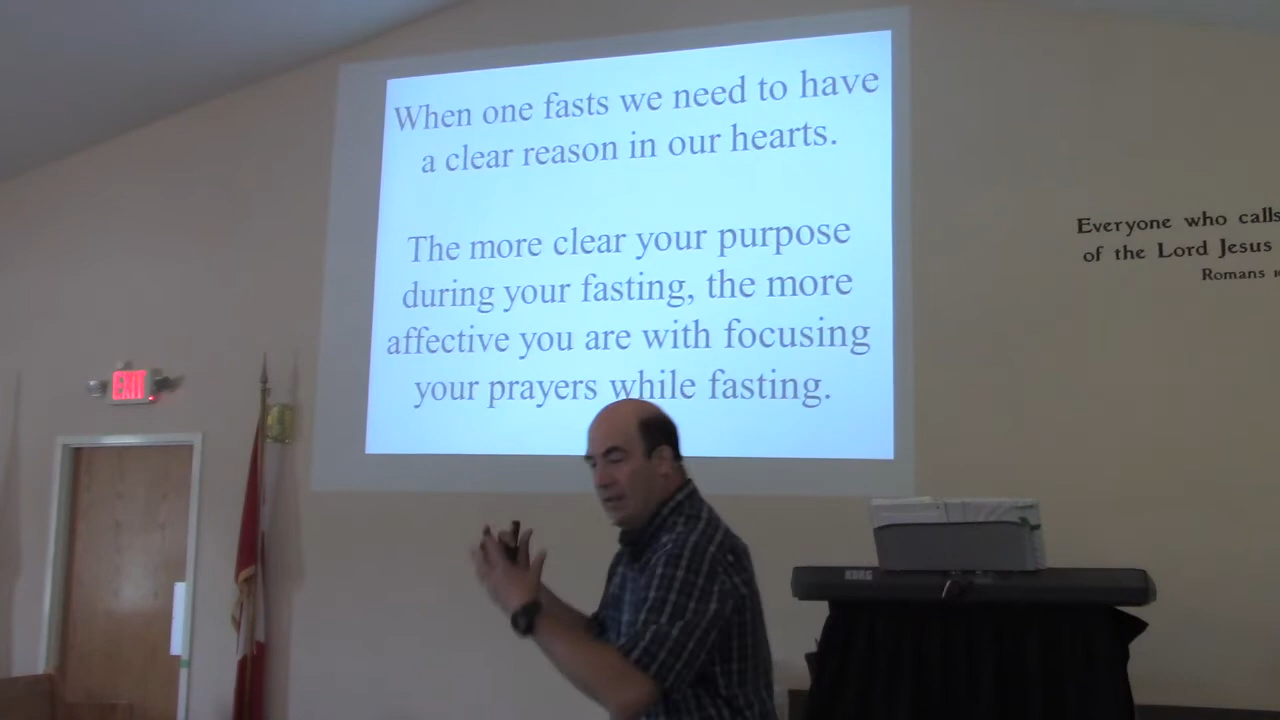 When one fasts we need to have
a clear reason in our hearts.
The more clear your purpose
during your fasting, the more
affective you are with focusing
your prayers while fasting.
Everyone who calls
of the Lord Jesus
Romans
EXIT
KORG